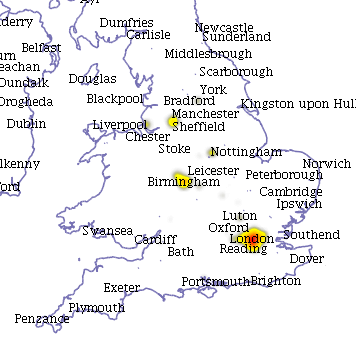 Ayr
Dumfries
Newcastle
derry
Carlisle
Sunderland
Belfast
Middlesbrough
urn
eachan
Scarborough
Dundalk
Douglas
York
Drogheda
Blackpool
Bradford
Kingston upon Hull
Manchester
Dublin
Liverpool
Sheffield
Chester
Stoke
Nottingham
lkenny
Norwich
Leicester
Peterborough
ford
Birmingham
Cambridge
Ipswich
Luton
Oxford
Swansea
Cardiff
London
Southend
Bath
Reading
Dover
Exeter
Portsmouth
Brighton
Plymouth
Penzance